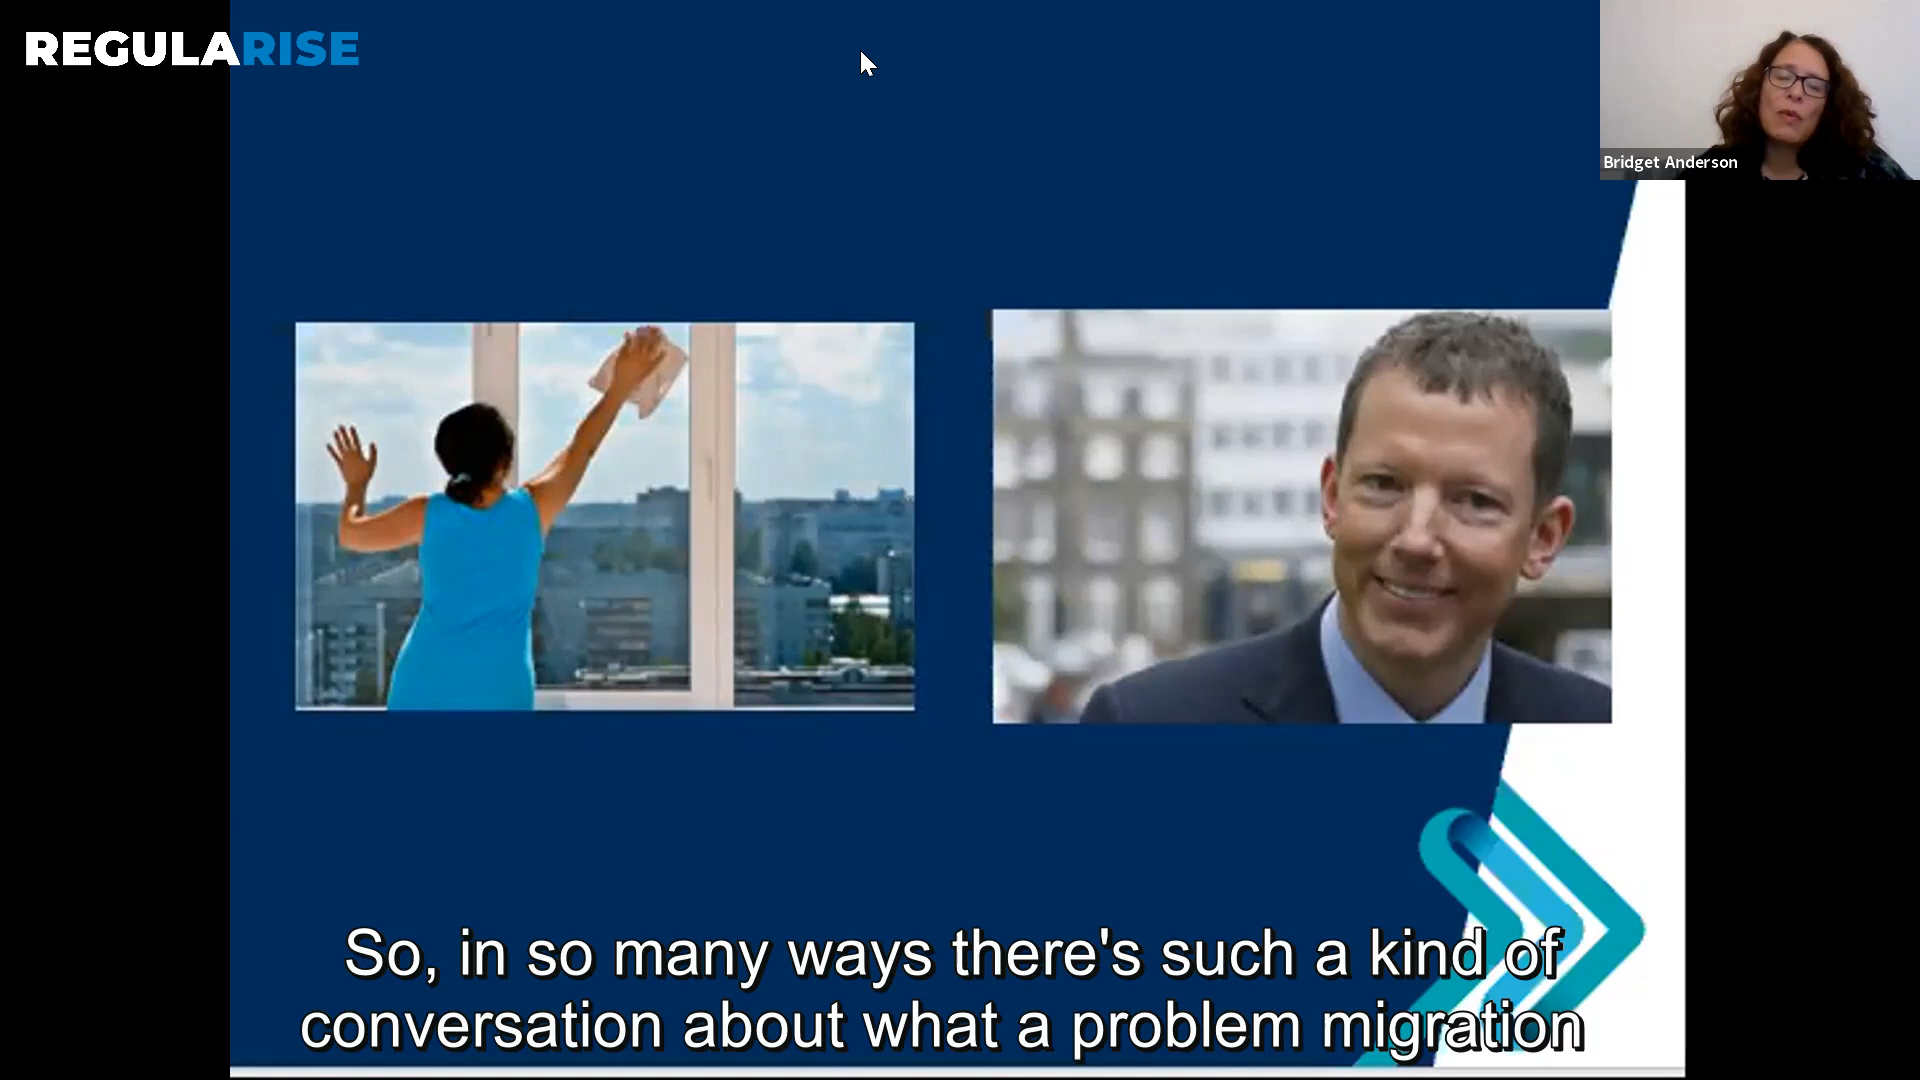 REGULARISE
Bridget Anderson
So, in so many ways there's such a kind of
conversation about what a problem migration